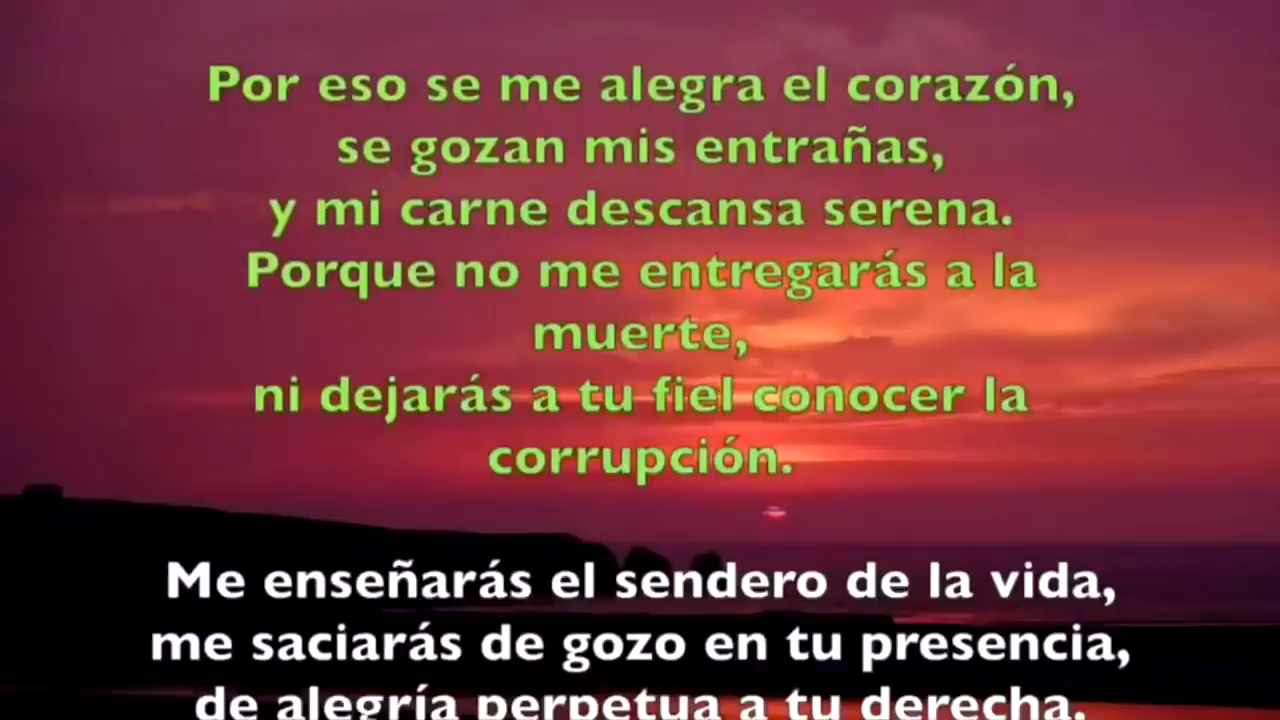 Por eso se me alegra el corazón,
se gozan mis entrañas,
y mi carne descansa serena.
Porque no me entregarás a la
muerte,
ni dejarás a tu fiel conocer la
corrupción.
Me enseñarás el sendero de la vida,
me saciarás de gozo en tu presencia,
de alegría perpetua a tu derecha.